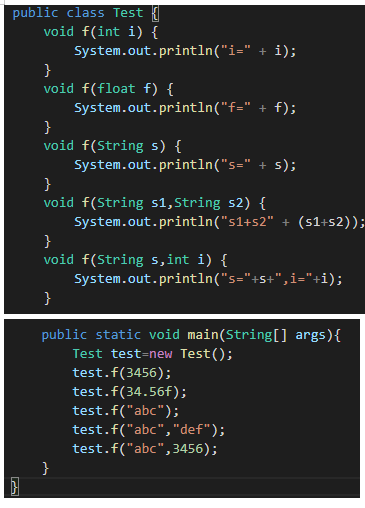 public class Test {
void f(int i) {
System.out.println("i=" + i);
}
void f(float f) {
System.out.println("f=" + f);
}
void f(String s) {
System.out.println("s=" + s);
}
void f(String s1,String s2) {
System.out.println("s1+s2" + (s1+s2));
}
void f(String s,int i) {
System.out.println("s="+s+",i="+i);
}
public static void main(String[] args){
Test test=new Test();
test.f(3456);
test.f(34.56f);
test.f("abc");
test.f("abc","def");
test.f("abc",3456);
}
}